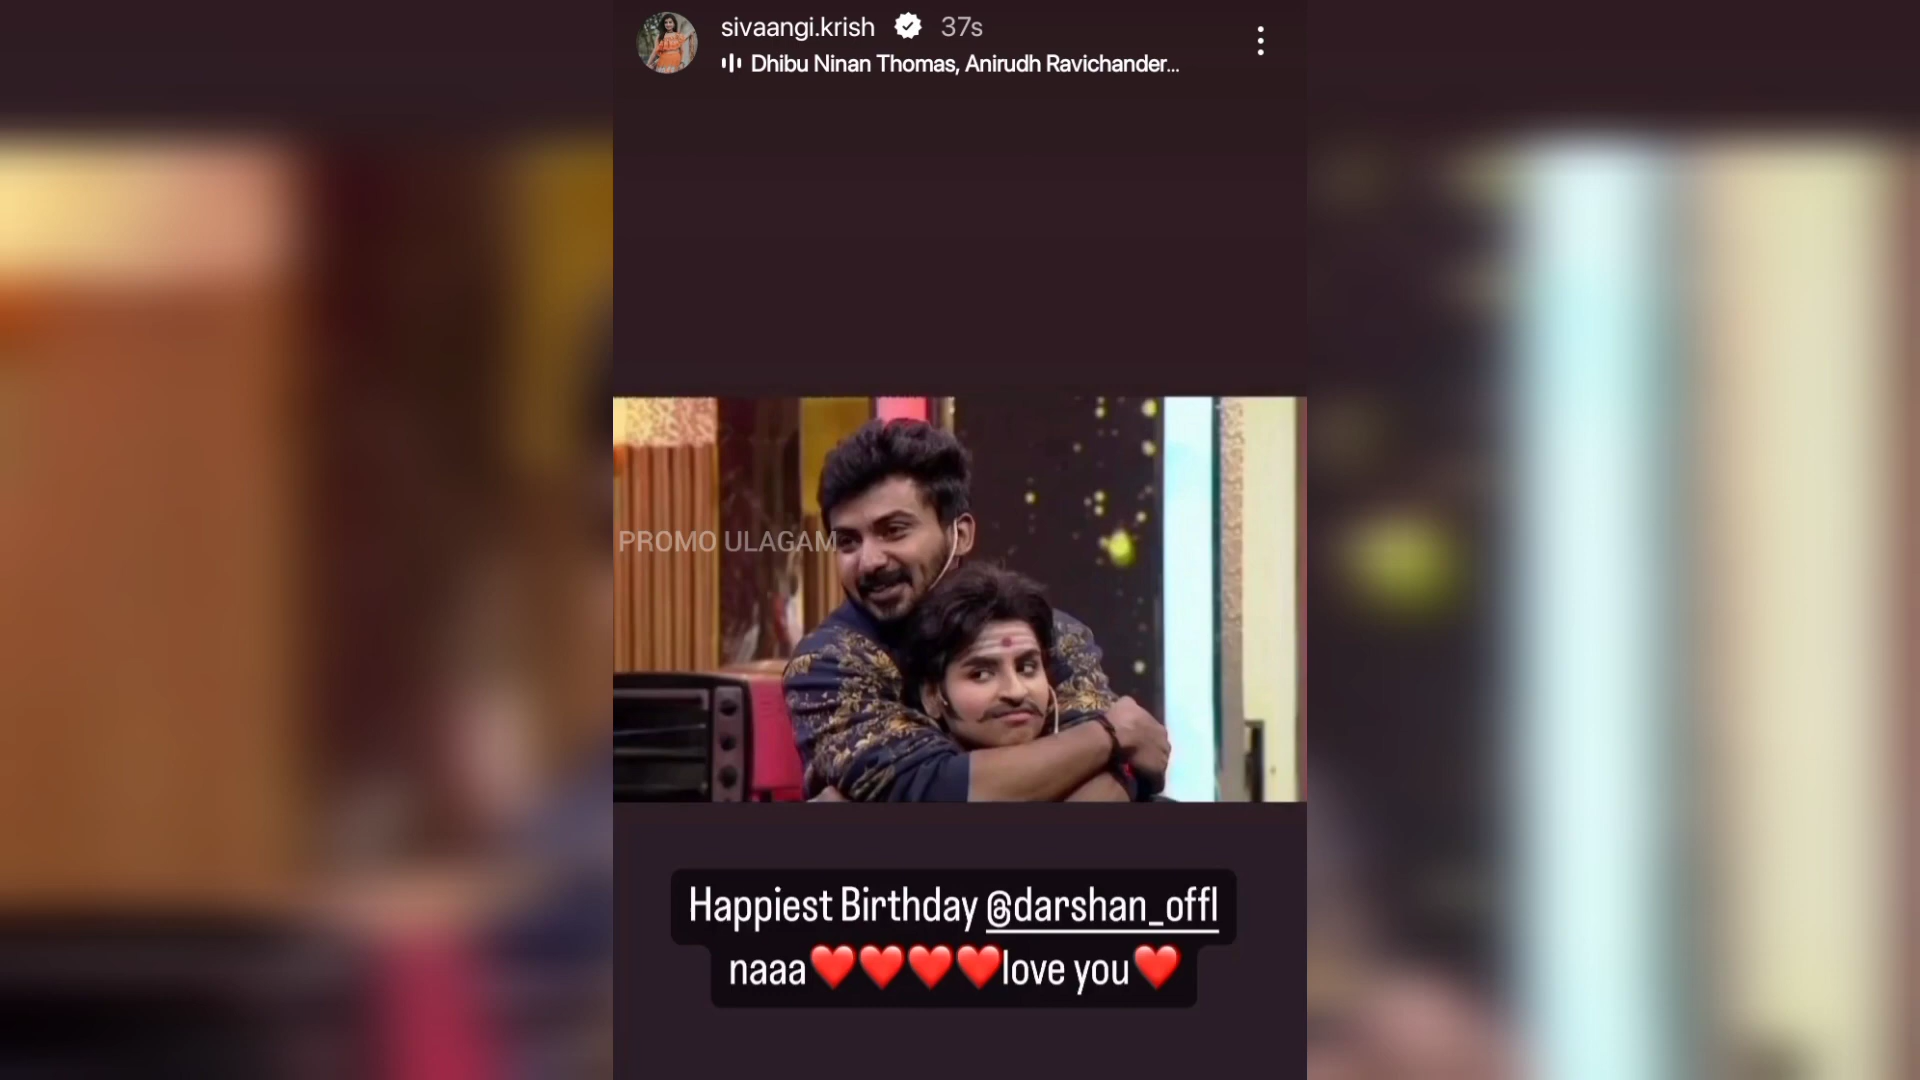 sivaangi.krish 37s
Dhibu Ninan Thomas, Anirudh Ravichander...
PROMO ULAGAM
Happiest Birthday @darshan_offl
naaa❤️❤️❤️❤️love you❤️